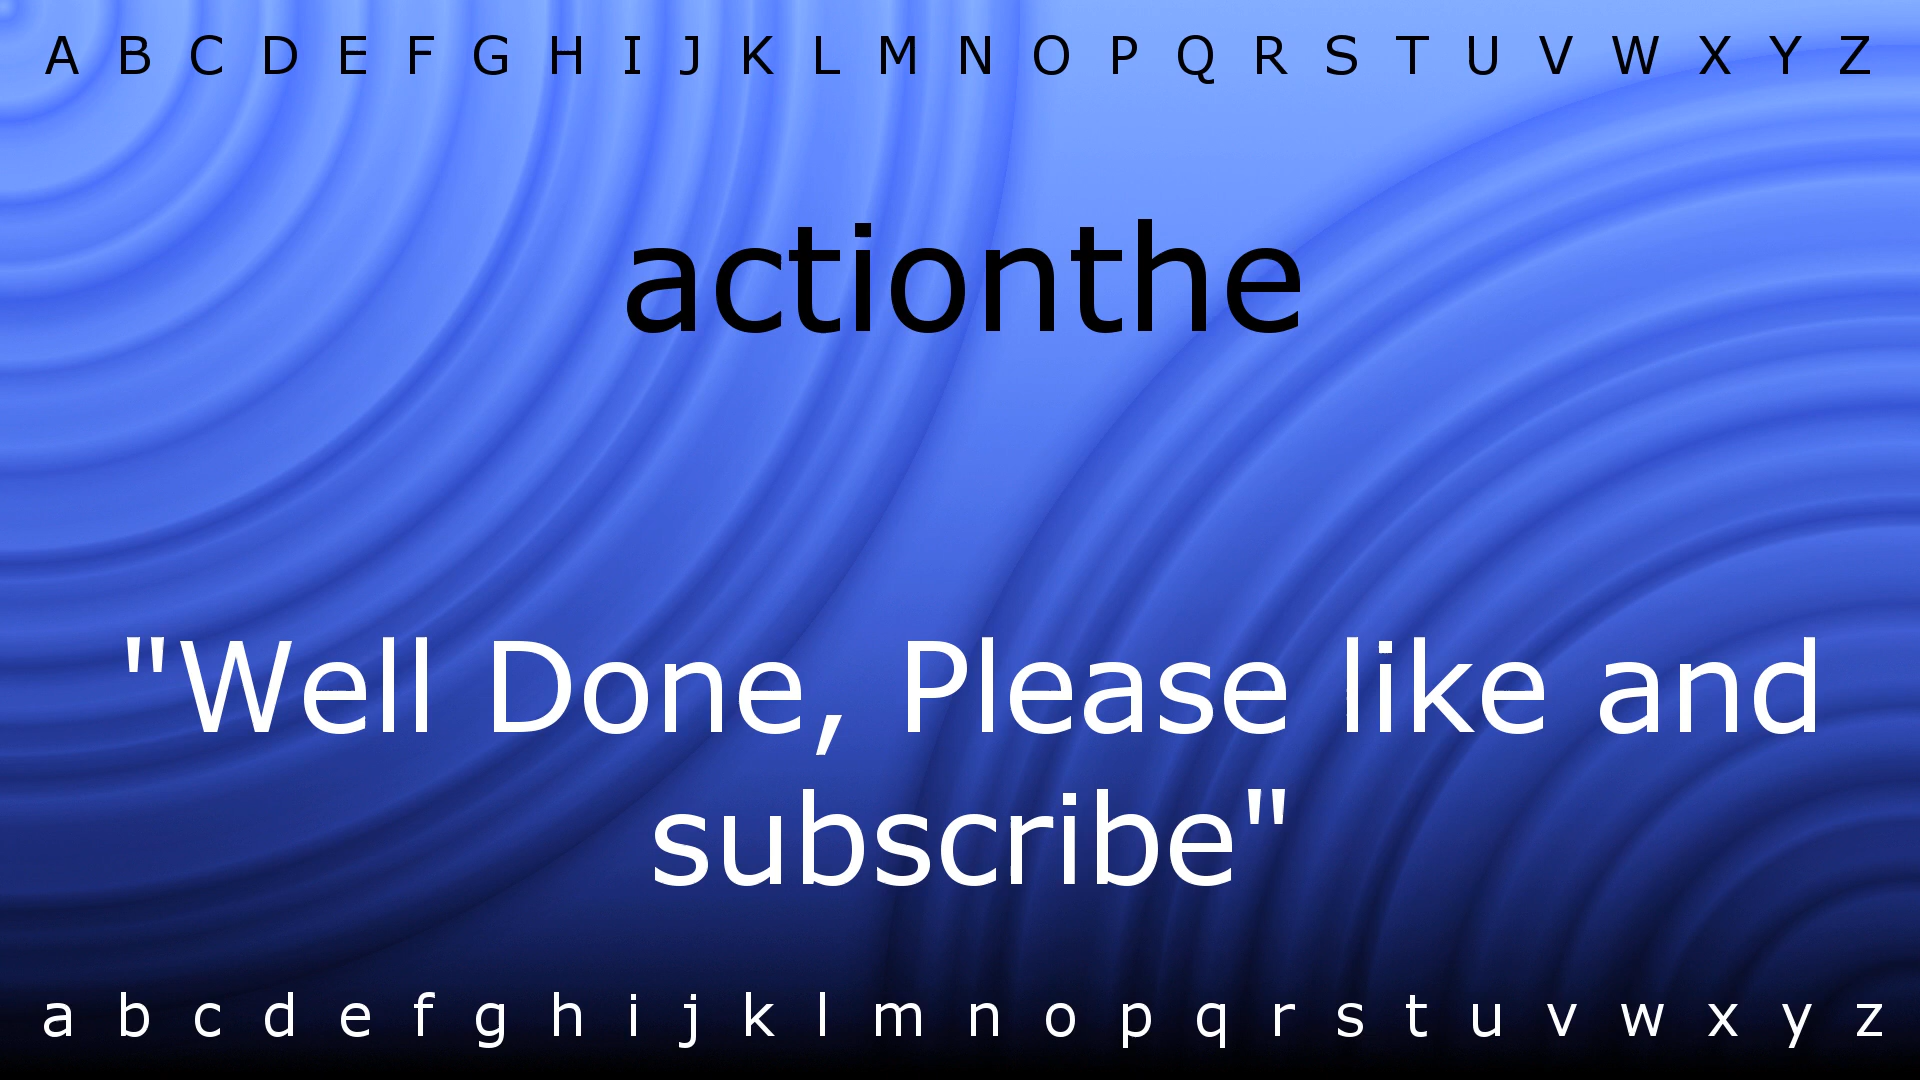 A B C D E F G H I J K L M N O P Q R S T U V W X Y Z
actionthe
"Well Done, Please like and
subscribe"
a b c d e f g h i j k l m n o p q r s t u v w x y z